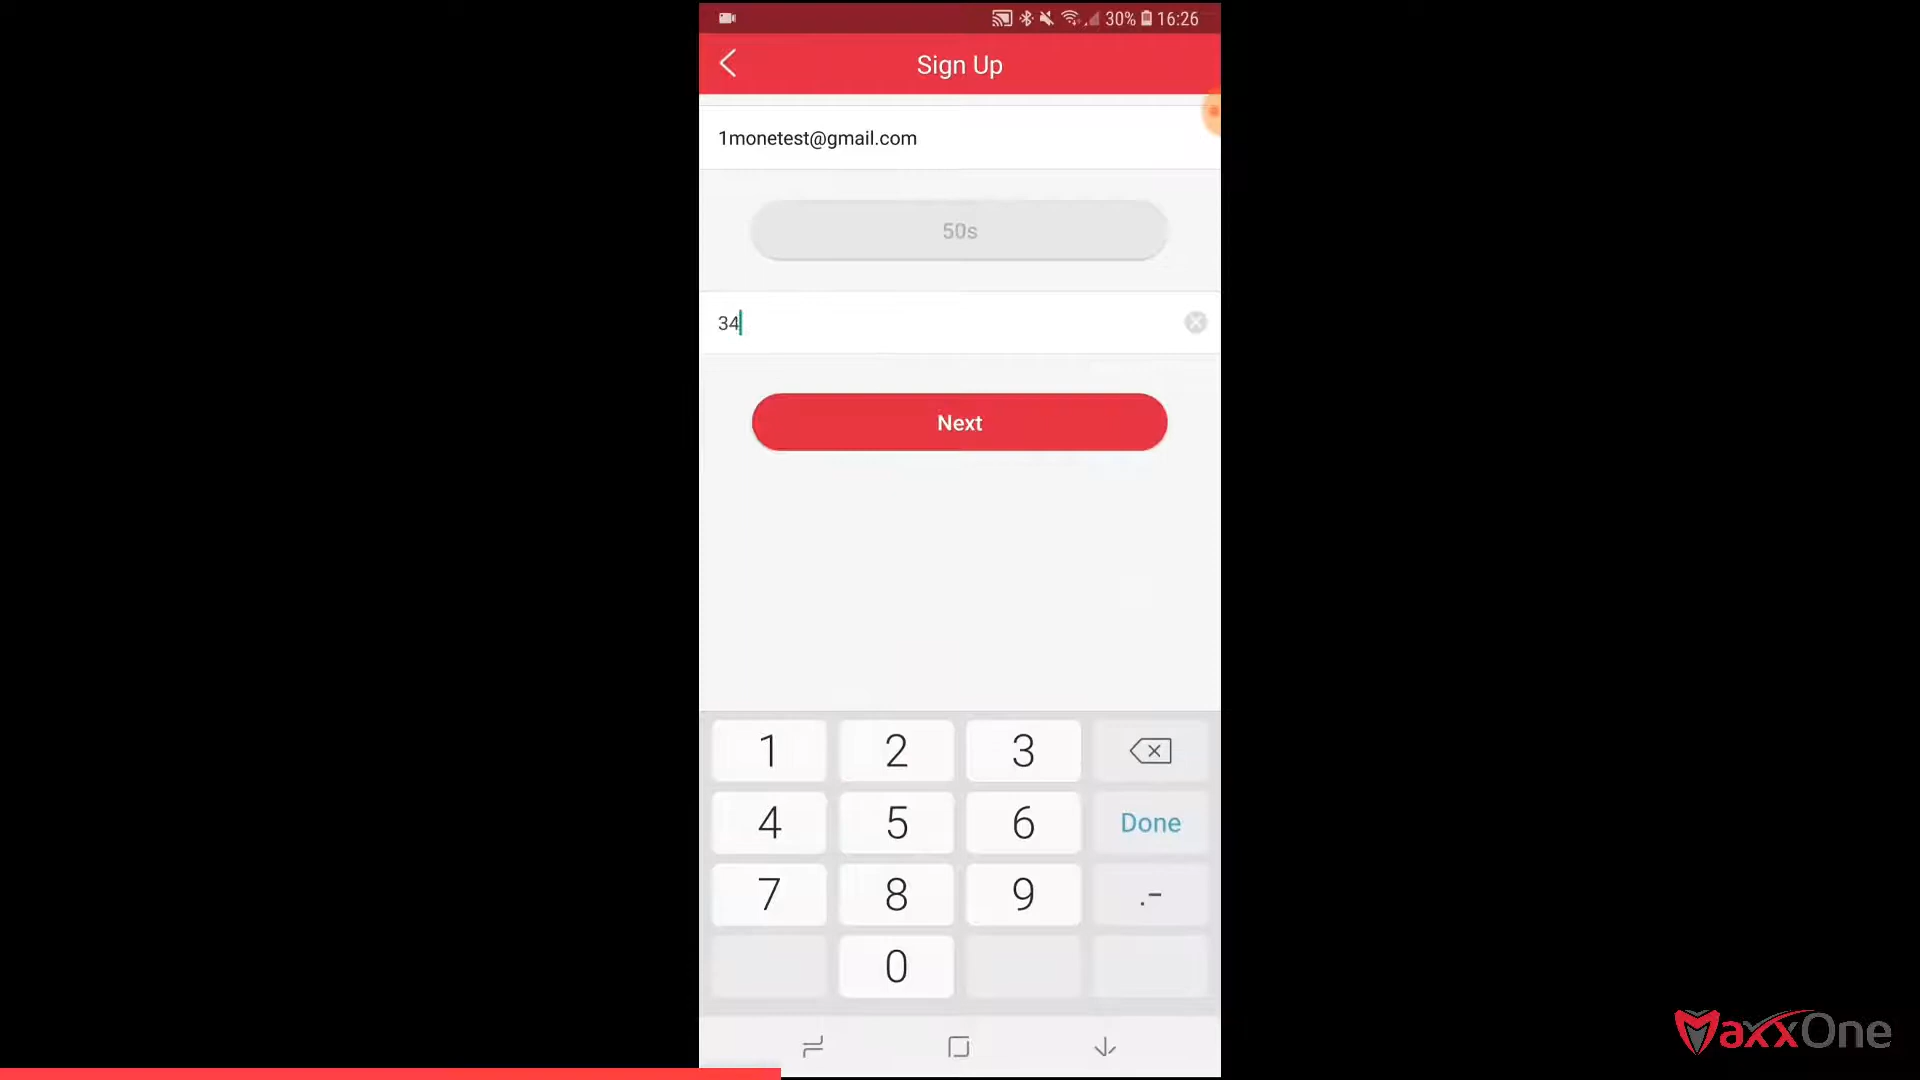 30% 16:26
Sign Up
1monetest@gmail.com
50s
34
Next
1 2 3
4 5 6 Done
7 8 9 .-
0
MaxxOne